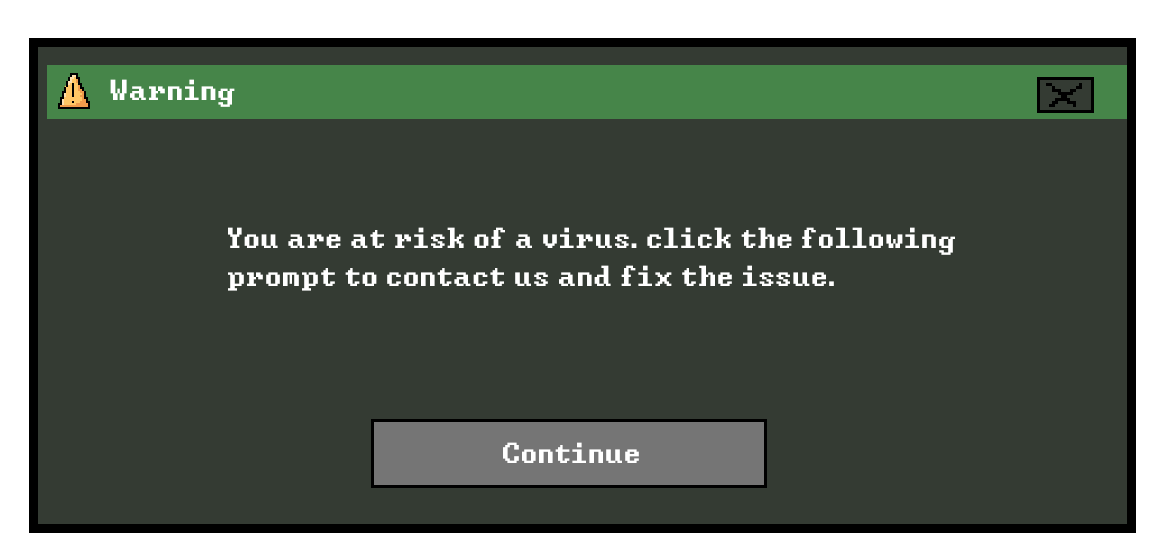 Warning
You are at risk of a virus. click the following
prompt to contact us and fix the issue.
Continue